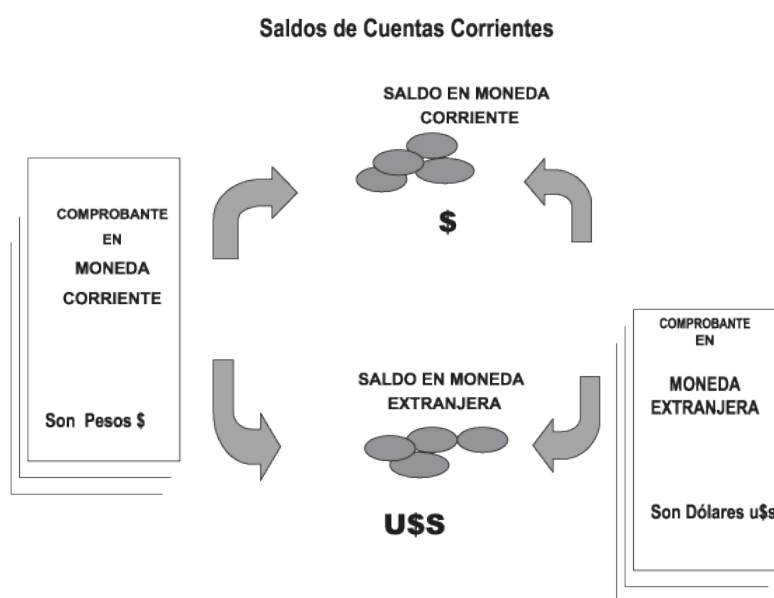 Saldos de Cuentas Corrientes
SALDO EN MONEDA
CORRIENTE
$
COMPROBANTE
EN
MONEDA
CORRIENTE
Son Pesos $
SALDO EN MONEDA
EXTRANJERA
U$S
COMPROBANTE
EN
MONEDA
EXTRANJERA
Son Dólares u$s